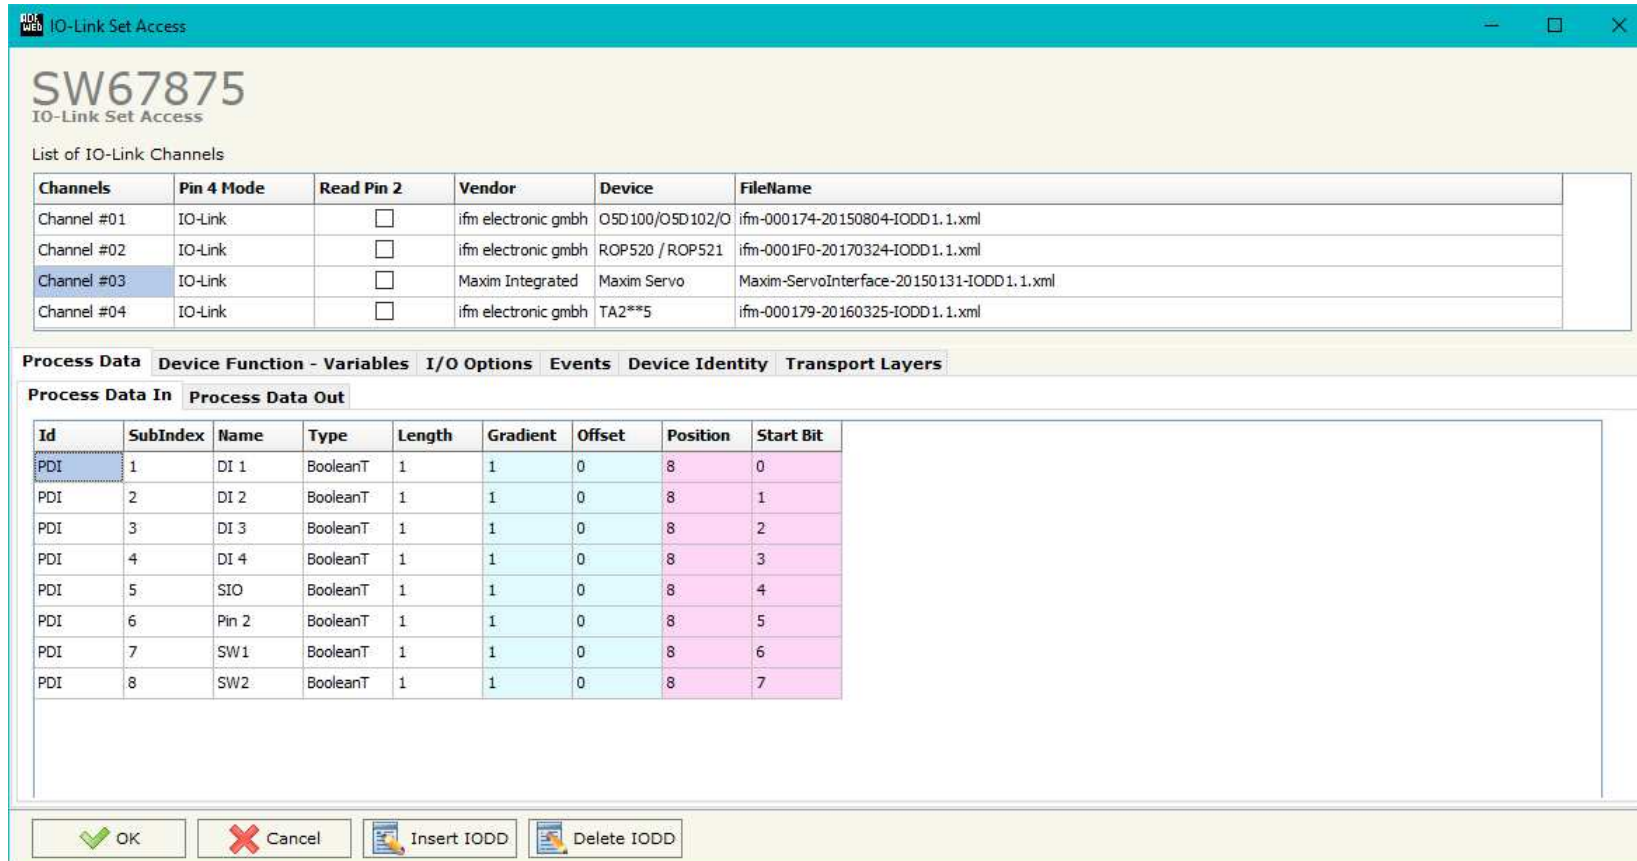 ADF WEB IO-Link Set Access
SW67875
IO-Link Set Access
List of IO-Link Channels
Channels Pin 4 Mode Read Pin 2 Vendor Device FileName
Channel #01 IO-Link ifm electronic gmbh O5D100/O5D102/O ifm-000174-20150804-IODD1.1.xml
Channel #02 IO-Link ifm electronic gmbh ROP520 / ROP521 ifm-0001F0-20170324-IODD1.1.xml
Channel #03 IO-Link Maxim Integrated Maxim Servo Maxim-ServoInterface-20150131-IODD1.1.xml
Channel #04 IO-Link ifm electronic gmbh TA2**5 ifm-000179-20160325-IODD1.1.xml
Process Data Device Function - Variables I/O Options Events Device Identity Transport Layers
Process Data In Process Data Out
Id SubIndex Name Type Length Gradient Offset Position Start Bit
PDI 1 DI 1 BooleanT 1 1 0 8 0
PDI 2 DI 2 BooleanT 1 1 0 8 1
PDI 3 DI 3 BooleanT 1 1 0 8 2
PDI 4 DI 4 BooleanT 1 1 0 8 3
PDI 5 SIO BooleanT 1 1 0 8 4
PDI 6 Pin 2 BooleanT 1 1 0 8 5
PDI 7 SW1 BooleanT 1 1 0 8 6
PDI 8 SW2 BooleanT 1 1 0 8 7
OK Cancel Insert IODD Delete IODD